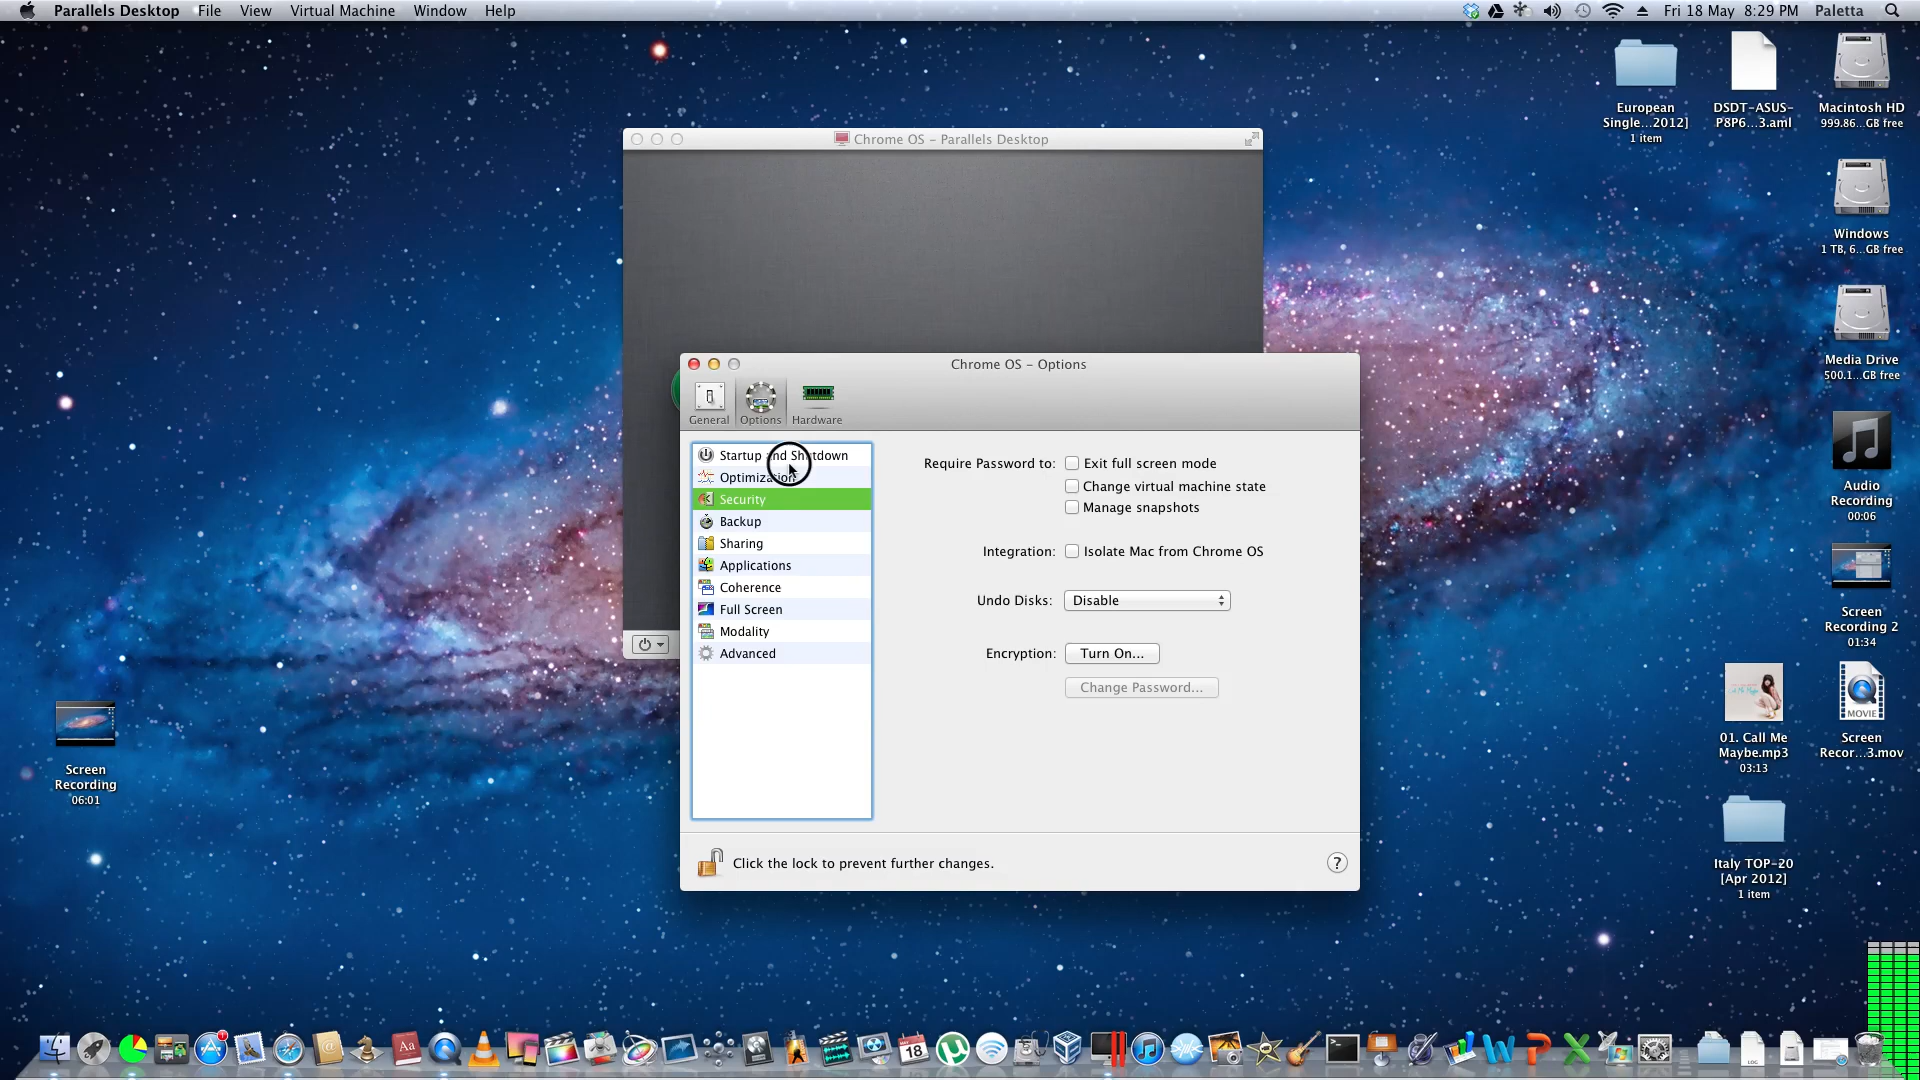 Parallels Desktop File View Virtual Machine Window Help
Fri 18 May 8:29 PM Paletta
European
Single...2012]
1 item
DSDT-ASUS-
P8P6...3.aml
Macintosh HD
999.86...GB free
Windows
1 TB, 6...GB free
Media Drive
500.1...GB free
Audio
Recording
00:06
Screen
Recording 2
01:34
01. Call Me
Maybe.mp3
03:13
MOVIE
Screen
Recor...3.mov
Italy TOP-20
[Apr 2012]
1 item
Screen
Recording
06:01
Chrome OS - Parallels Desktop
Chrome OS - Options
General Options Hardware
Startup and Shutdown
Optimization
Security
Backup
Sharing
Applications
Coherence
Full Screen
Modality
Advanced
Require Password to: Exit full screen mode
Change virtual machine state
Manage snapshots
Integration: Isolate Mac from Chrome OS
Undo Disks: Disable
Encryption: Turn On...
Change Password...
Click the lock to prevent further changes.
?
Aa
18
W P X
LOG